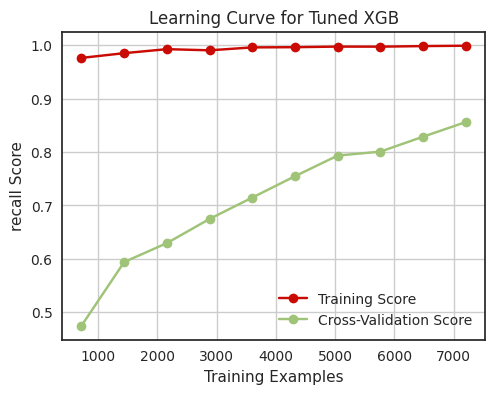 Learning Curve for Tuned XGB
1.0
0.9
0.8
0.7
0.6
0.5
recall Score
Training Score
Cross-Validation Score
1000 2000 3000 4000 5000 6000 7000
Training Examples